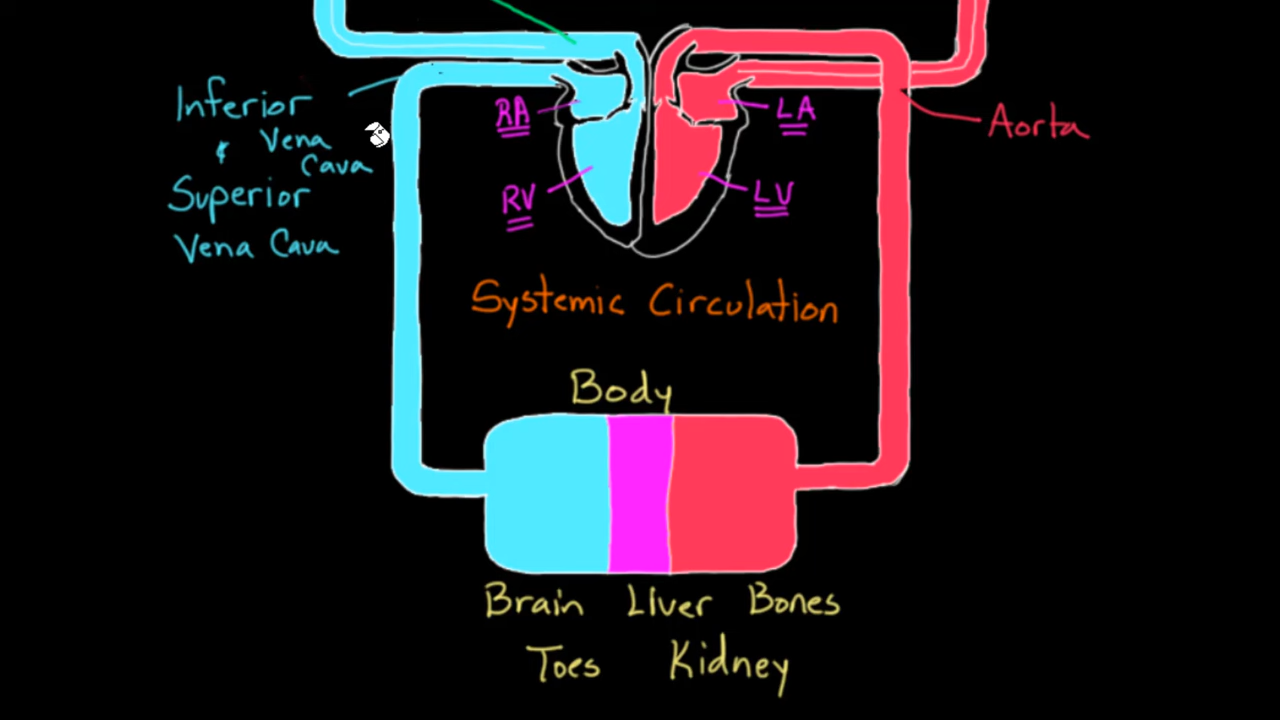 Inferior
& Vena
Cava
Superior
Vena Cava
RA
LA
RV
LV
Aorta
Systemic Circulation
Body
Brain Liver Bones
Toes Kidney